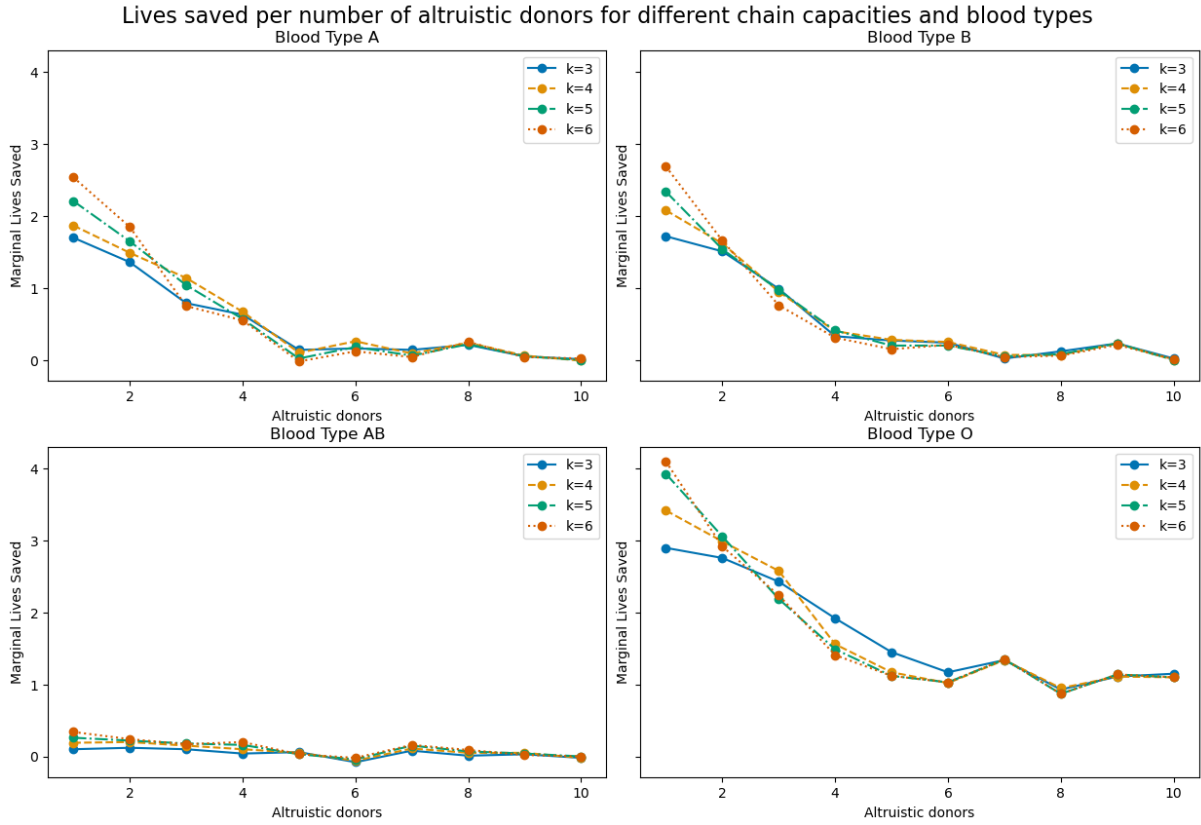 Lives saved per number of altruistic donors for different chain capacities and blood types
Blood Type A
4
3
2
1
0
Marginal Lives Saved
k=3
k=4
k=5
k=6
2
4
6
8
10
Altruistic donors
Blood Type B
Marginal Lives Saved
k=3
k=4
k=5
k=6
2
4
6
8
10
Altruistic donors
Blood Type AB
4
3
2
1
0
Marginal Lives Saved
k=3
k=4
k=5
k=6
2
4
6
8
10
Altruistic donors
Blood Type O
Marginal Lives Saved
k=3
k=4
k=5
k=6
2
4
6
8
10
Altruistic donors